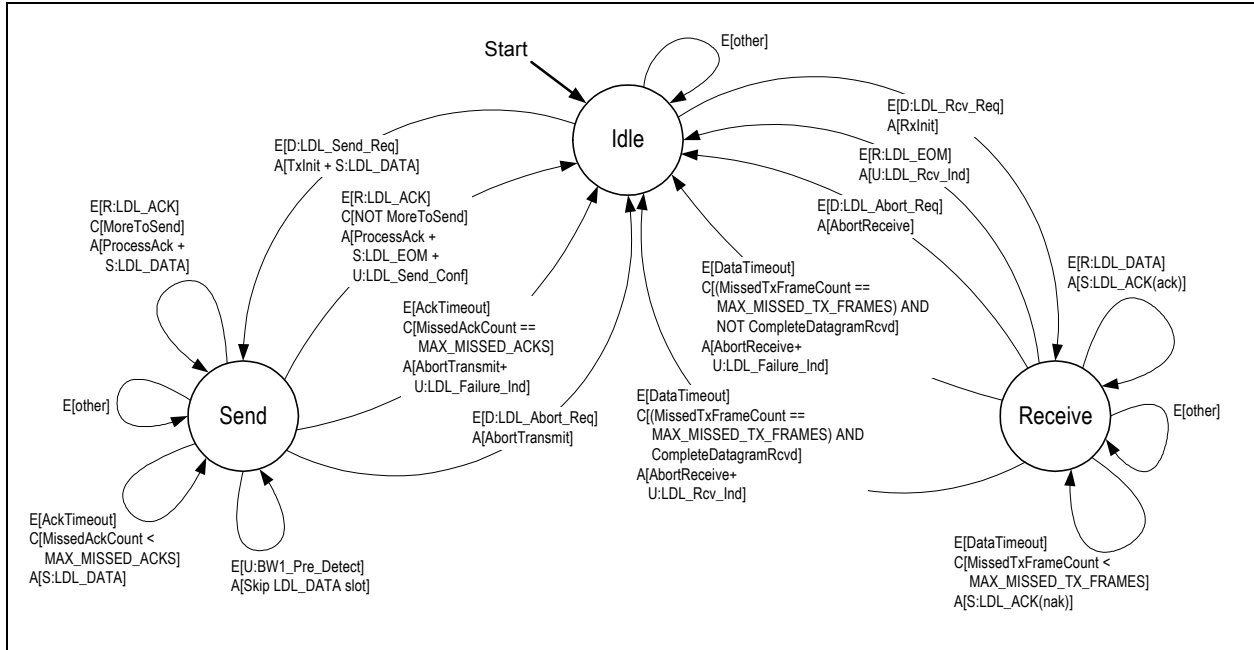 Start
E[other]
Idle
E[D:LDL_Send_Req]
A[TxInit + S:LDL_DATA]
E[D:LDL_Rcv_Req]
A[RxInit]
E[R:LDL_EOM]
A[U:LDL_Rcv_Ind]
E[D:LDL_Abort_Req]
A[AbortReceive]
E[R:LDL_ACK]
C[MoreToSend]
A[ProcessAck +
S:LDL_DATA]
E[R:LDL_ACK]
C[NOT MoreToSend]
A[ProcessAck +
S:LDL_EOM +
U:LDL_Send_Conf]
E[AckTimeout]
C[MissedAckCount ==
MAX_MISSED_ACKS]
A[AbortTransmit+
U:LDL_Failure_Ind]
E[D:LDL_Abort_Req]
A[AbortTransmit]
E[DataTimeout]
C[(MissedTxFrameCount ==
MAX_MISSED_TX_FRAMES) AND
NOT CompleteDatagramRcvd]
A[AbortReceive+
U:LDL_Failure_Ind]
E[DataTimeout]
C[(MissedTxFrameCount ==
MAX_MISSED_TX_FRAMES) AND
CompleteDatagramRcvd]
A[AbortReceive+
U:LDL_Rcv_Ind]
E[R:LDL_DATA]
A[S:LDL_ACK(ack)]
E[other]
Send
Receive
E[other]
E[AckTimeout]
C[MissedAckCount <
MAX_MISSED_ACKS]
A[S:LDL_DATA]
E[U:BW1_Pre_Detect]
A[Skip LDL_DATA slot]
E[DataTimeout]
C[MissedTxFrameCount <
MAX_MISSED_TX_FRAMES]
A[S:LDL_ACK(nak)]